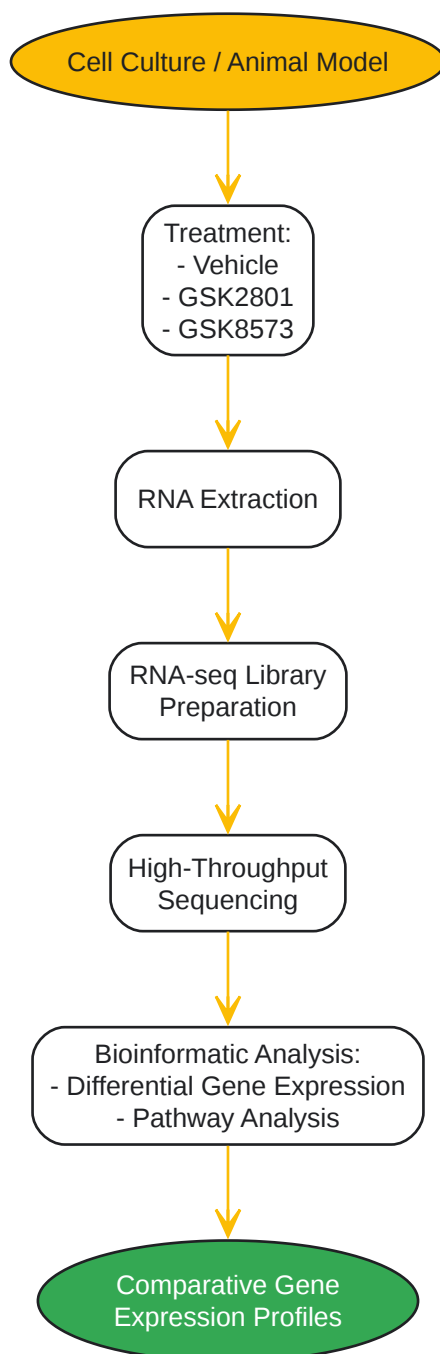 Cell Culture / Animal Model
Treatment:
- Vehicle
- GSK2801
- GSK8573
RNA Extraction
RNA-seq Library
Preparation
High-Throughput
Sequencing
Bioinformatic Analysis:
- Differential Gene Expression
- Pathway Analysis
Comparative Gene
Expression Profiles